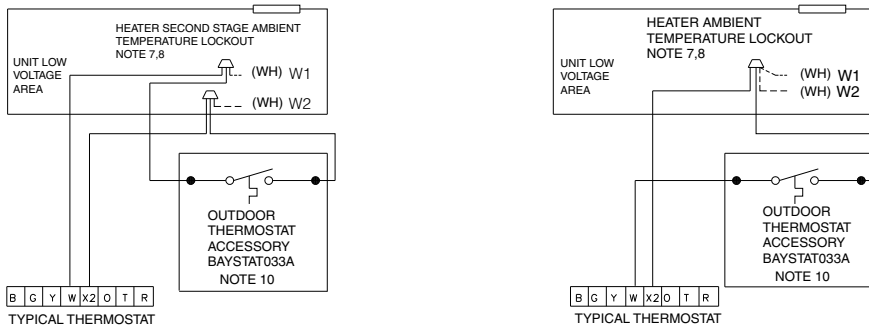 HEATER SECOND STAGE AMBIENT
TEMPERATURE LOCKOUT
NOTE 7,8
UNIT LOW
VOLTAGE
AREA
(WH) W1
(WH) W2
OUTDOOR
THERMOSTAT
ACCESSORY
BAYSTAT033A
NOTE 10
B G Y W X2 O T R
TYPICAL THERMOSTAT
HEATER AMBIENT
TEMPERATURE LOCKOUT
NOTE 7,8
UNIT LOW
VOLTAGE
AREA
(WH) W1
(WH) W2
OUTDOOR
THERMOSTAT
ACCESSORY
BAYSTAT033A
NOTE 10
B G Y W X2 O T R
TYPICAL THERMOSTAT